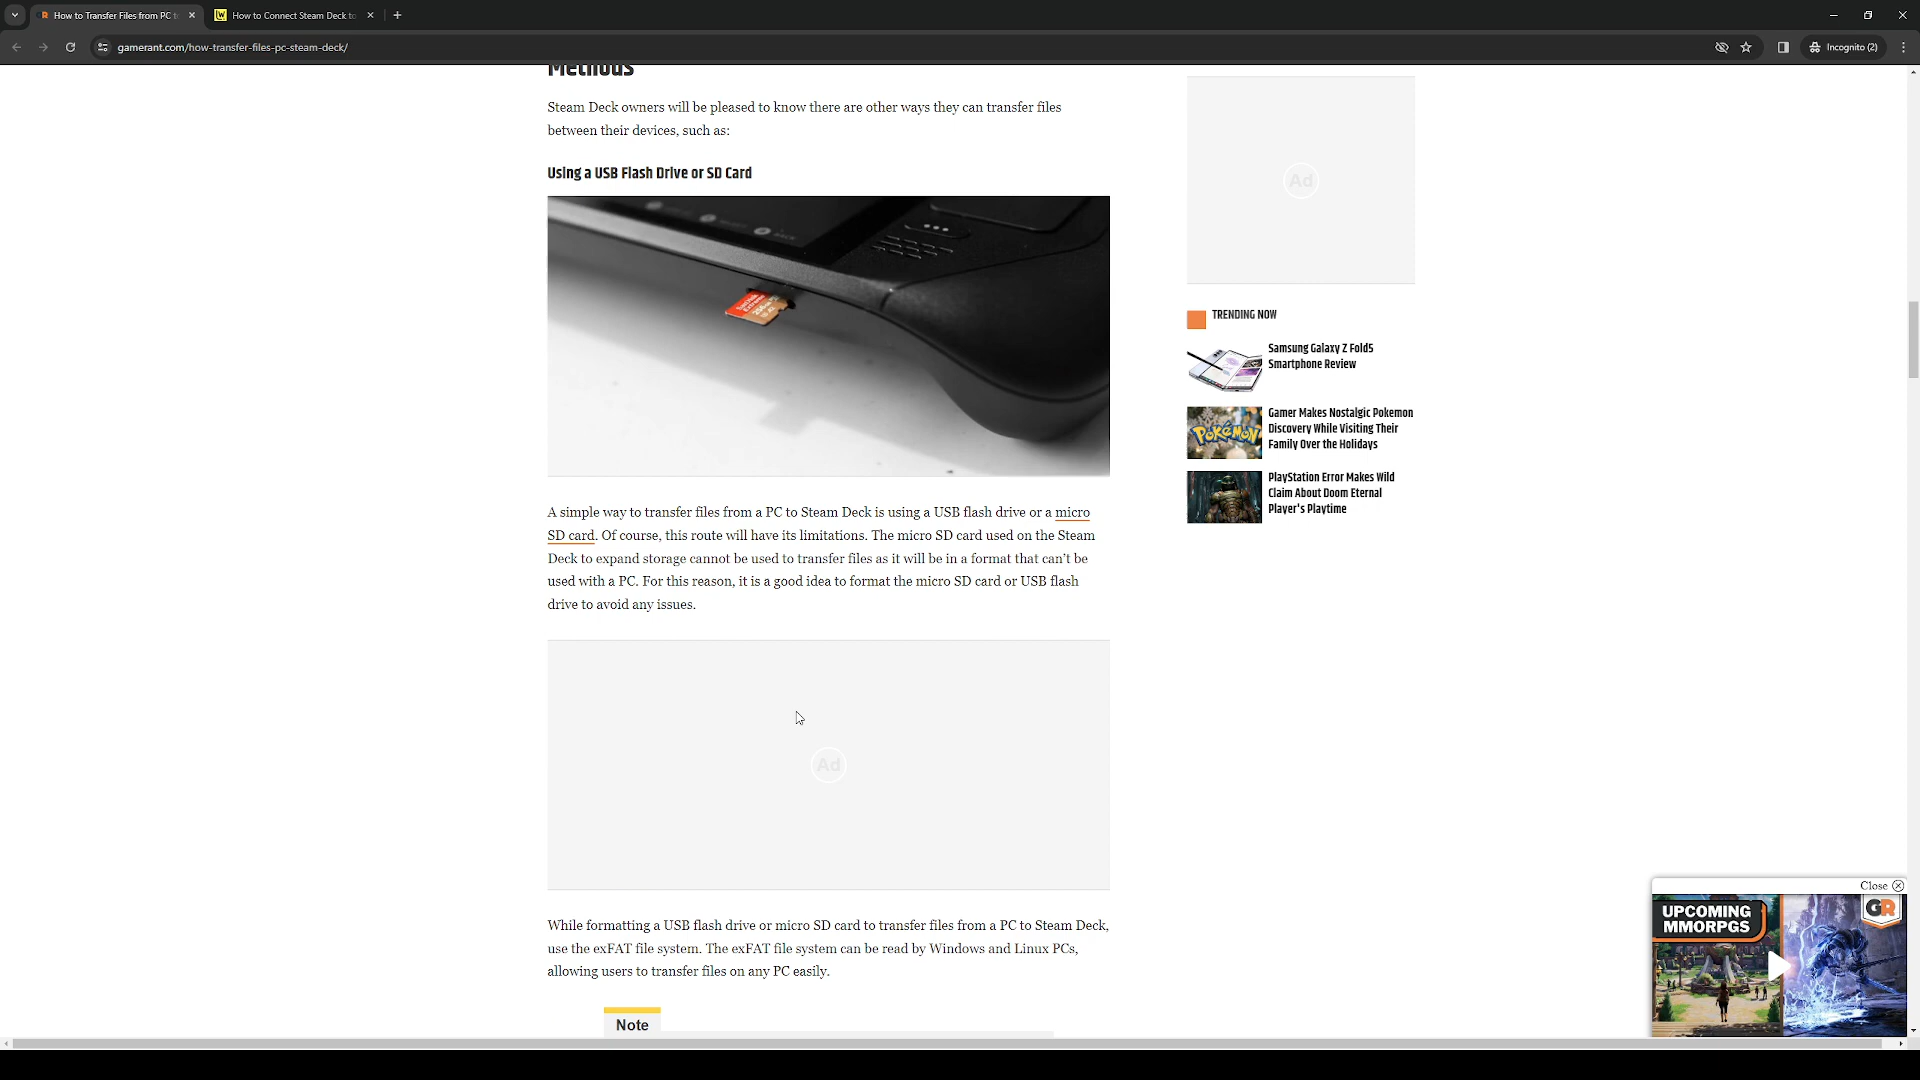 How to Transfer Files from PC t
How to Connect Steam Deck to
gamerant.com/how-transfer-files-pc-steam-deck/
Incognito (2)
Methods
Steam Deck owners will be pleased to know there are other ways they can transfer files
between their devices, such as:
Using a USB Flash Drive or SD Card
BACK
A simple way to transfer files from a PC to Steam Deck is using a USB flash drive or a micro
SD card. Of course, this route will have its limitations. The micro SD card used on the Steam
Deck to expand storage cannot be used to transfer files as it will be in a format that can't be
used with a PC. For this reason, it is a good idea to format the micro SD card or USB flash
drive to avoid any issues.
Ad
While formatting a USB flash drive or micro SD card to transfer files from a PC to Steam Deck,
use the exFAT file system. The exFAT file system can be read by Windows and Linux PCs,
allowing users to transfer files on any PC easily.
Note
Ad
TRENDING NOW
Samsung Galaxy Z Fold5
Smartphone Review
POKÉMON
Gamer Makes Nostalgic Pokemon
Discovery While Visiting Their
Family Over the Holidays
PlayStation Error Makes Wild
Claim About Doom Eternal
Player's Playtime
Close
UPCOMING
MMORPGS
GR